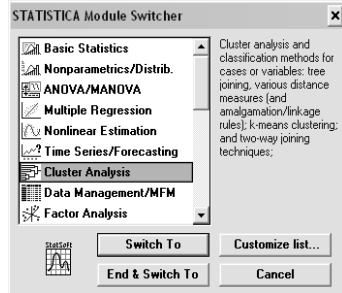 STATISTICA Module Switcher
Basic Statistics
Nonparametrics/Distrib.
ANOVA/MANOVA
Multiple Regression
Nonlinear Estimation
Time Series/Forecasting
Cluster Analysis
Data Management/MFM
Factor Analysis
Cluster analysis and
classification methods for
cases or variables: tree
joining, various distance
measures (and
amalgamation/linkage
rules); k-means clustering;
and two-way joining
techniques;
StatSoft
Switch To
Customize list...
End & Switch To
Cancel